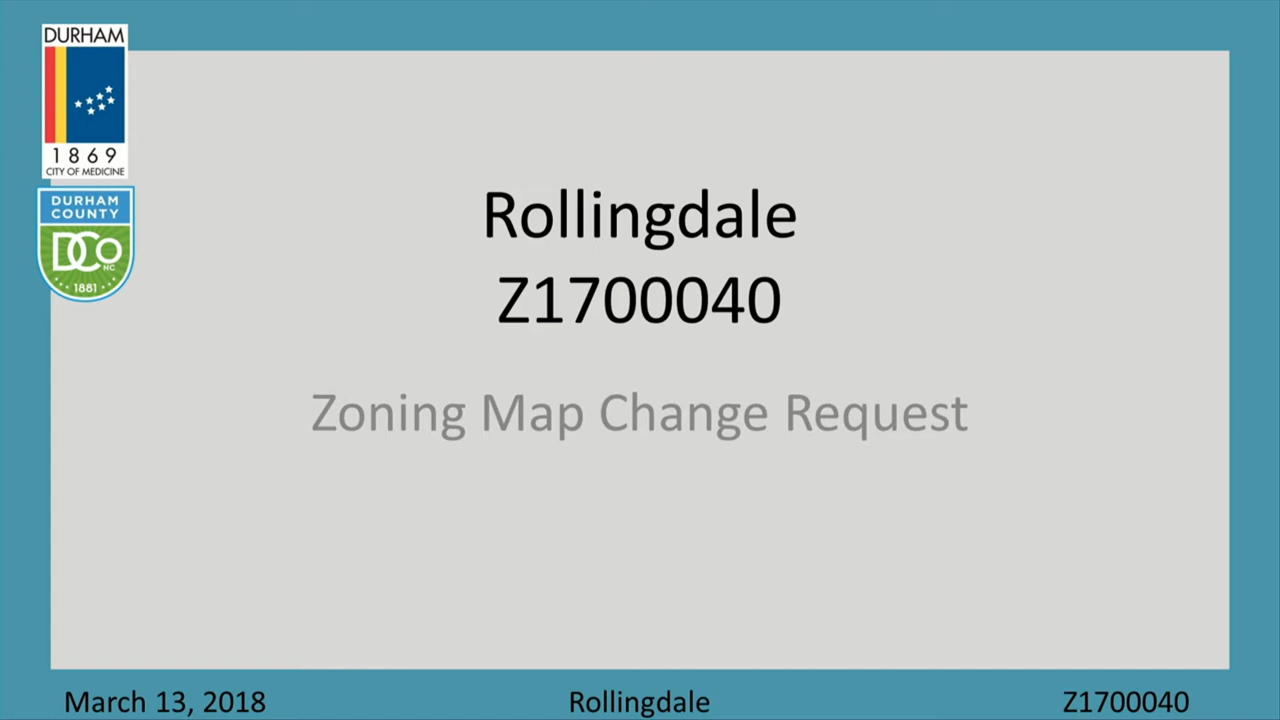 DURHAM
1869
CITY OF MEDICINE
DURHAM
COUNTY
DCo
NC
1881
Rollingdale
Z1700040
Zoning Map Change Request
March 13, 2018
Rollingdale
Z1700040